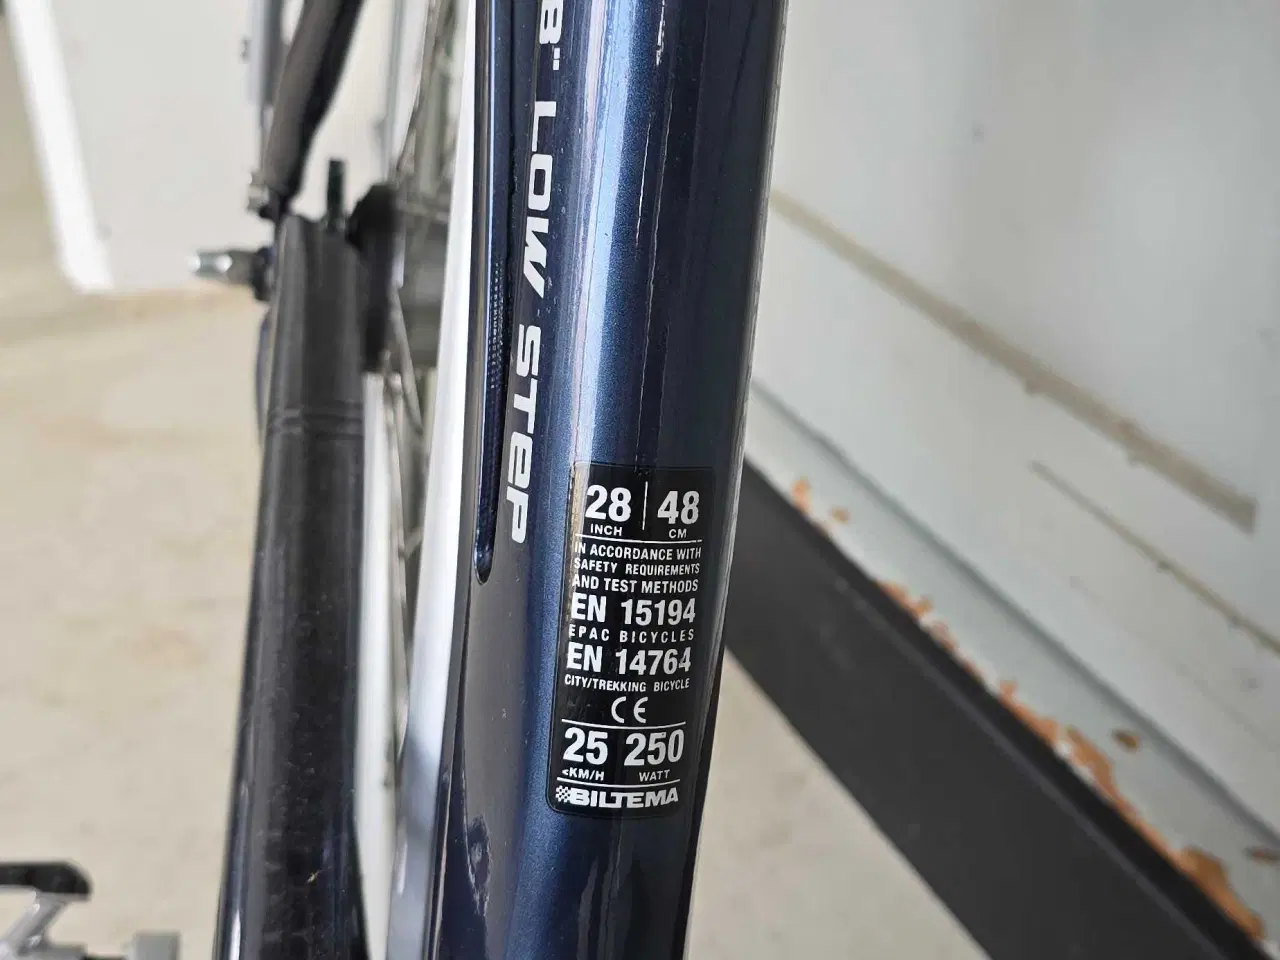 8" LOW STEP
28 48
INCH CM
IN ACCORDANCE WITH
SAFETY REQUIREMENTS
AND TEST METHODS
EN 15194
EPAC BICYCLES
EN 14764
CITY/TREKKING BICYCLE
CE
25 250
<KM/H WATT
BILTEMA